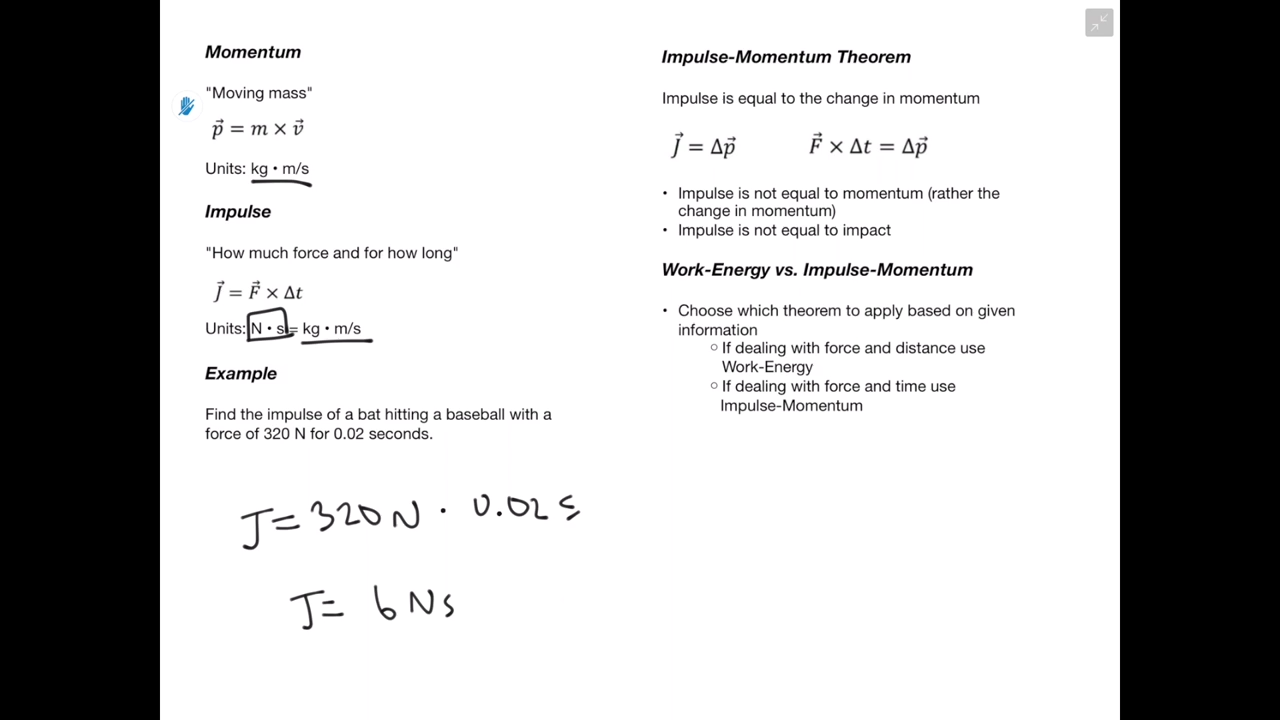 Momentum
"Moving mass"
p⃗ = m × v⃗
Units: kg • m/s
Impulse
"How much force and for how long"
J⃗ = F⃗ × Δt
Units: N • s = kg • m/s
Example
Find the impulse of a bat hitting a baseball with a
force of 320 N for 0.02 seconds.
J = 320 N · 0.02 s
J = 6 Ns
Impulse-Momentum Theorem
Impulse is equal to the change in momentum
J⃗ = Δp⃗ F⃗ × Δt = Δp⃗
• Impulse is not equal to momentum (rather the
change in momentum)
• Impulse is not equal to impact
Work-Energy vs. Impulse-Momentum
• Choose which theorem to apply based on given
information
○ If dealing with force and distance use
Work-Energy
○ If dealing with force and time use
Impulse-Momentum